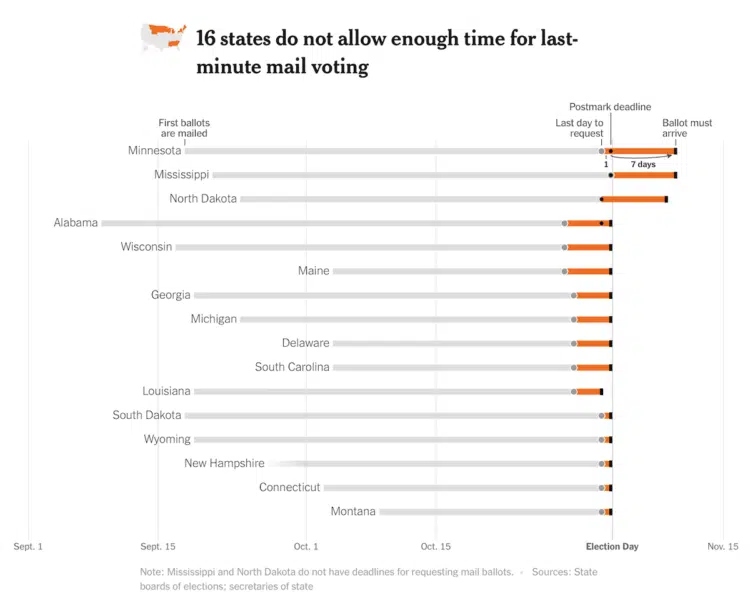 16 states do not allow enough time for last-
minute mail voting
Postmark deadline
First ballots
are mailed
Last day to
request
Ballot must
arrive
Minnesota
1
7 days
Mississippi
North Dakota
Alabama
Wisconsin
Maine
Georgia
Michigan
Delaware
South Carolina
Louisiana
South Dakota
Wyoming
New Hampshire
Connecticut
Montana
Sept. 1
Sept. 15
Oct. 1
Oct. 15
Election Day
Nov. 15
Note: Mississippi and North Dakota do not have deadlines for requesting mail ballots. • Sources: State
boards of elections; secretaries of state